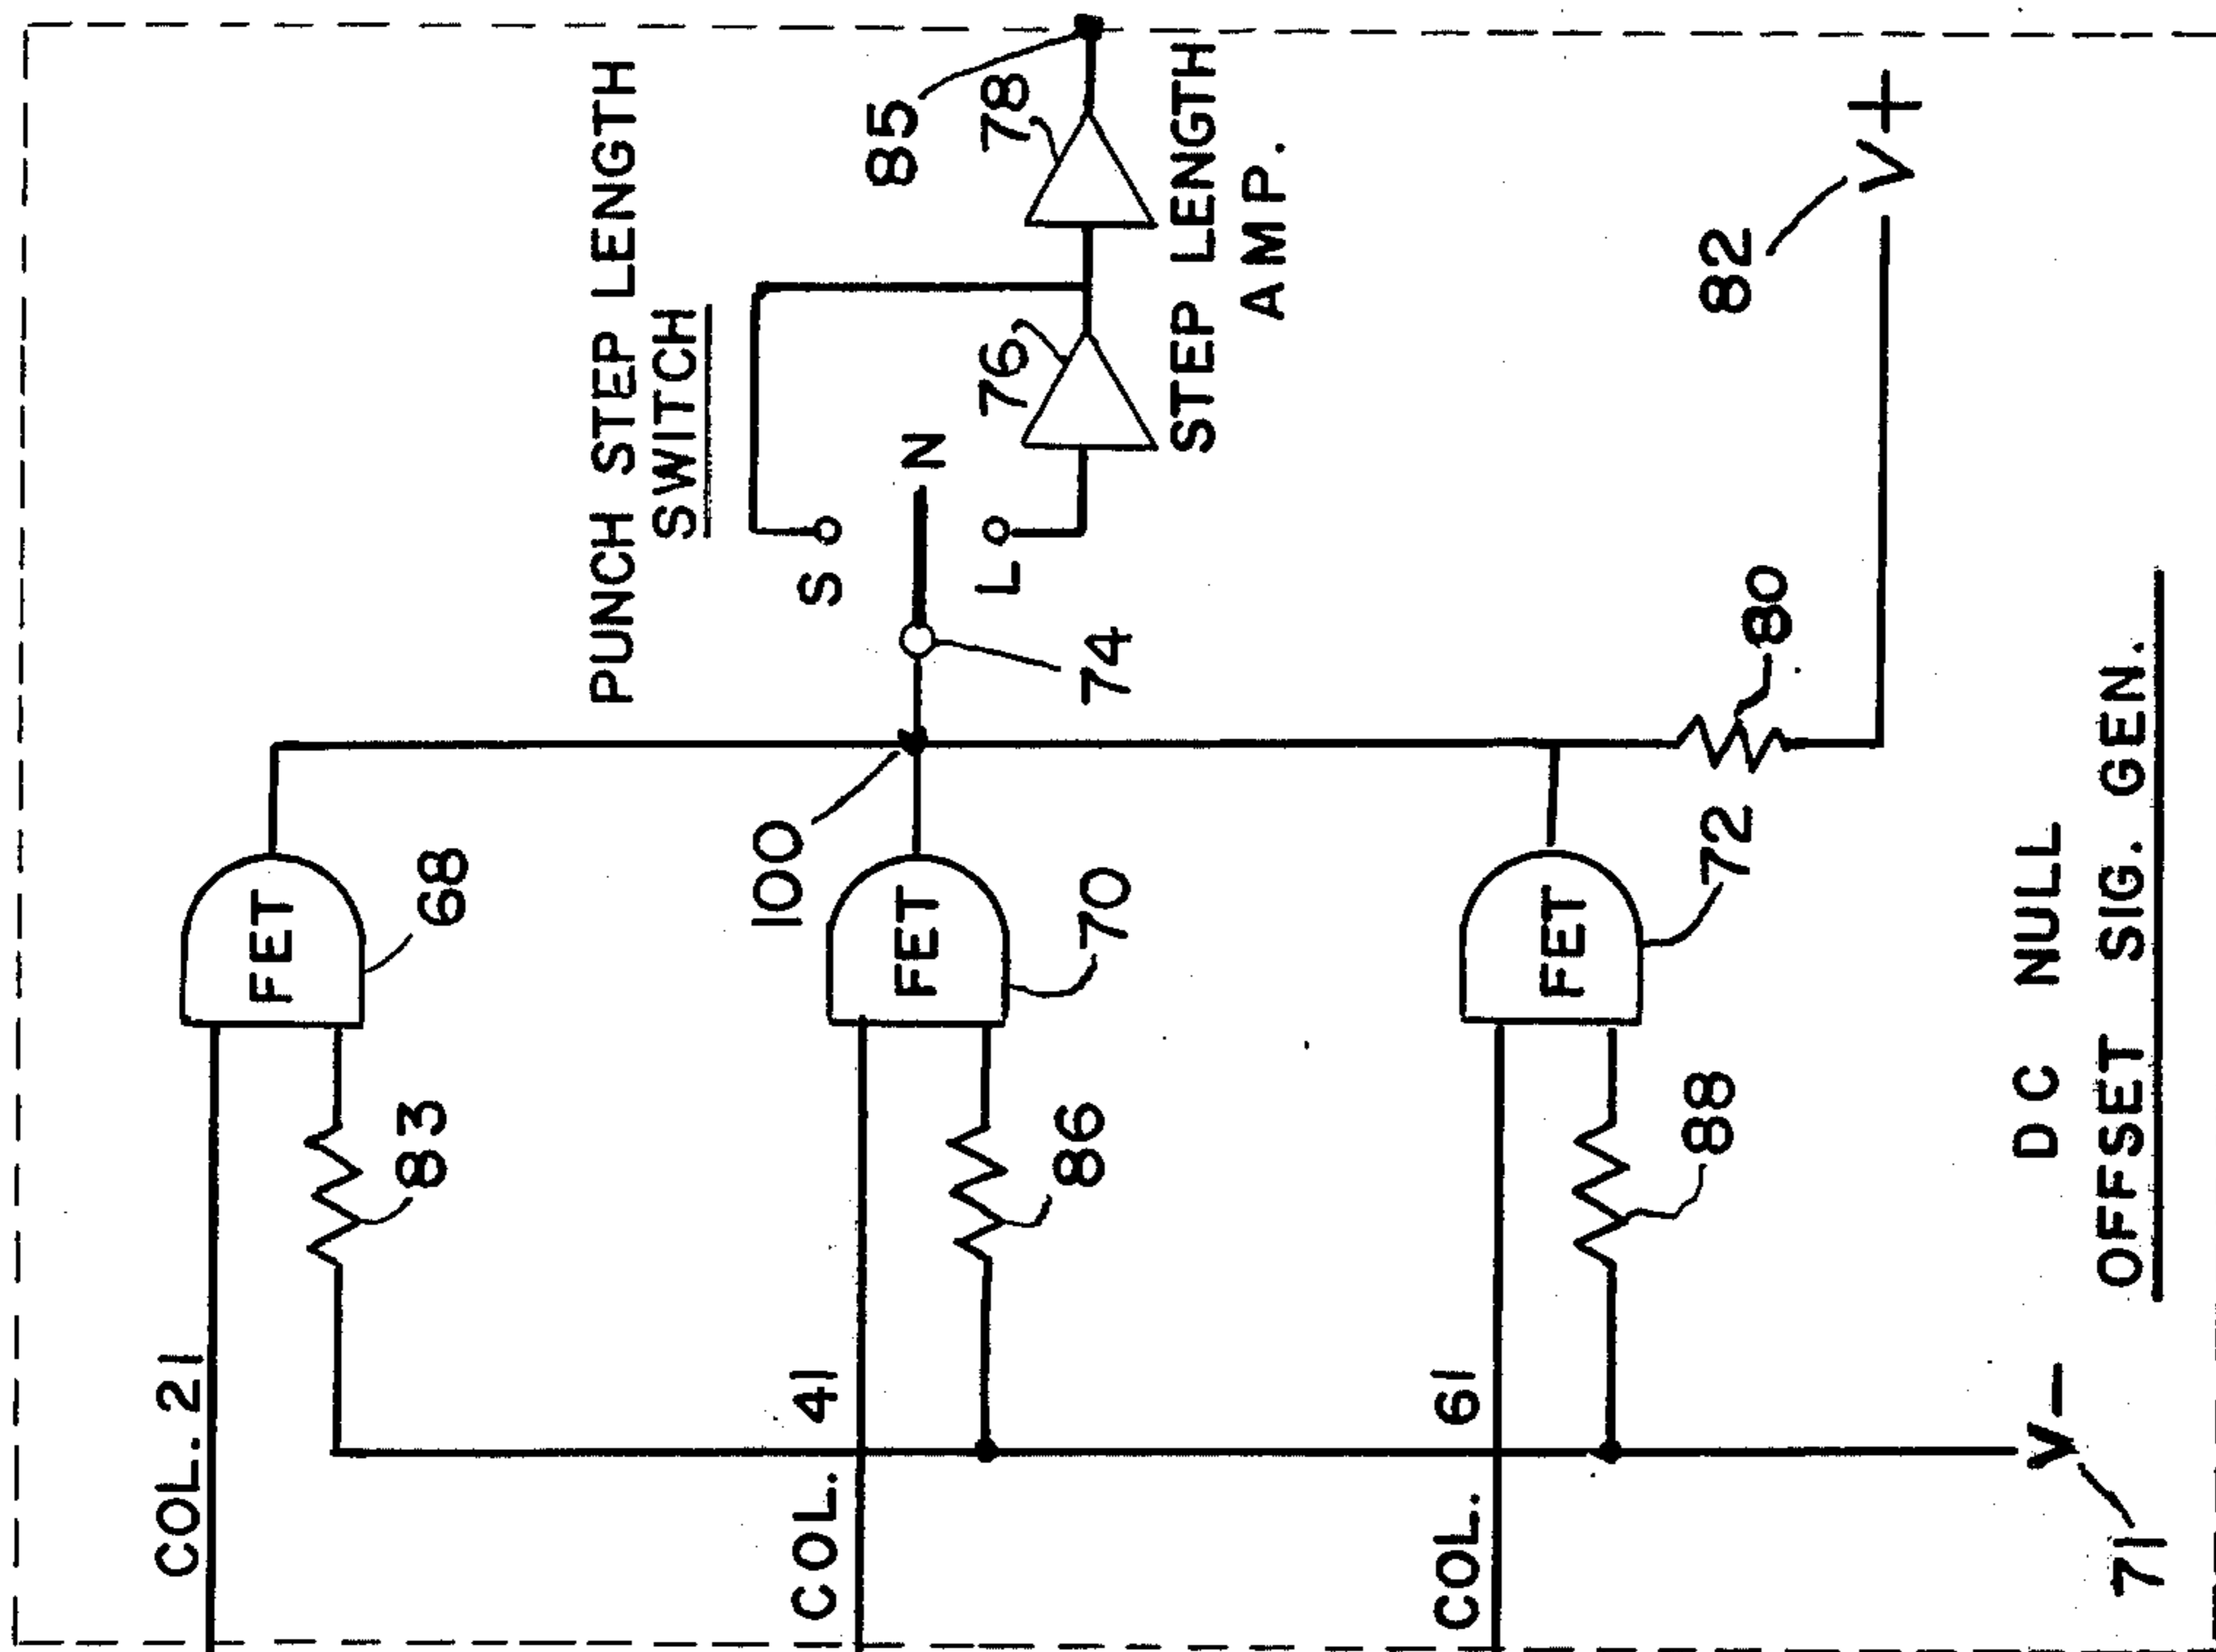 PUNCH STEP LENGTH
SWITCH
85
78
STEP LENGTH
AMP.
76
S
N
L
74
82
V+
80
100
FET
68
FET
70
FET
72
83
86
88
COL. 21
COL. 41
COL. 61
V-
71
DC NULL
OFFSET SIG. GEN.